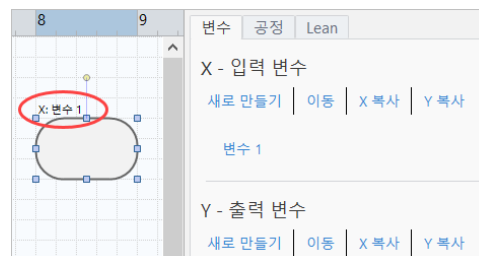 8 9
X: 변수 1
변수 공정 Lean
X - 입력 변수
새로 만들기 이동 X 복사 Y 복사
변수 1
Y - 출력 변수
새로 만들기 이동 X 복사 Y 복사